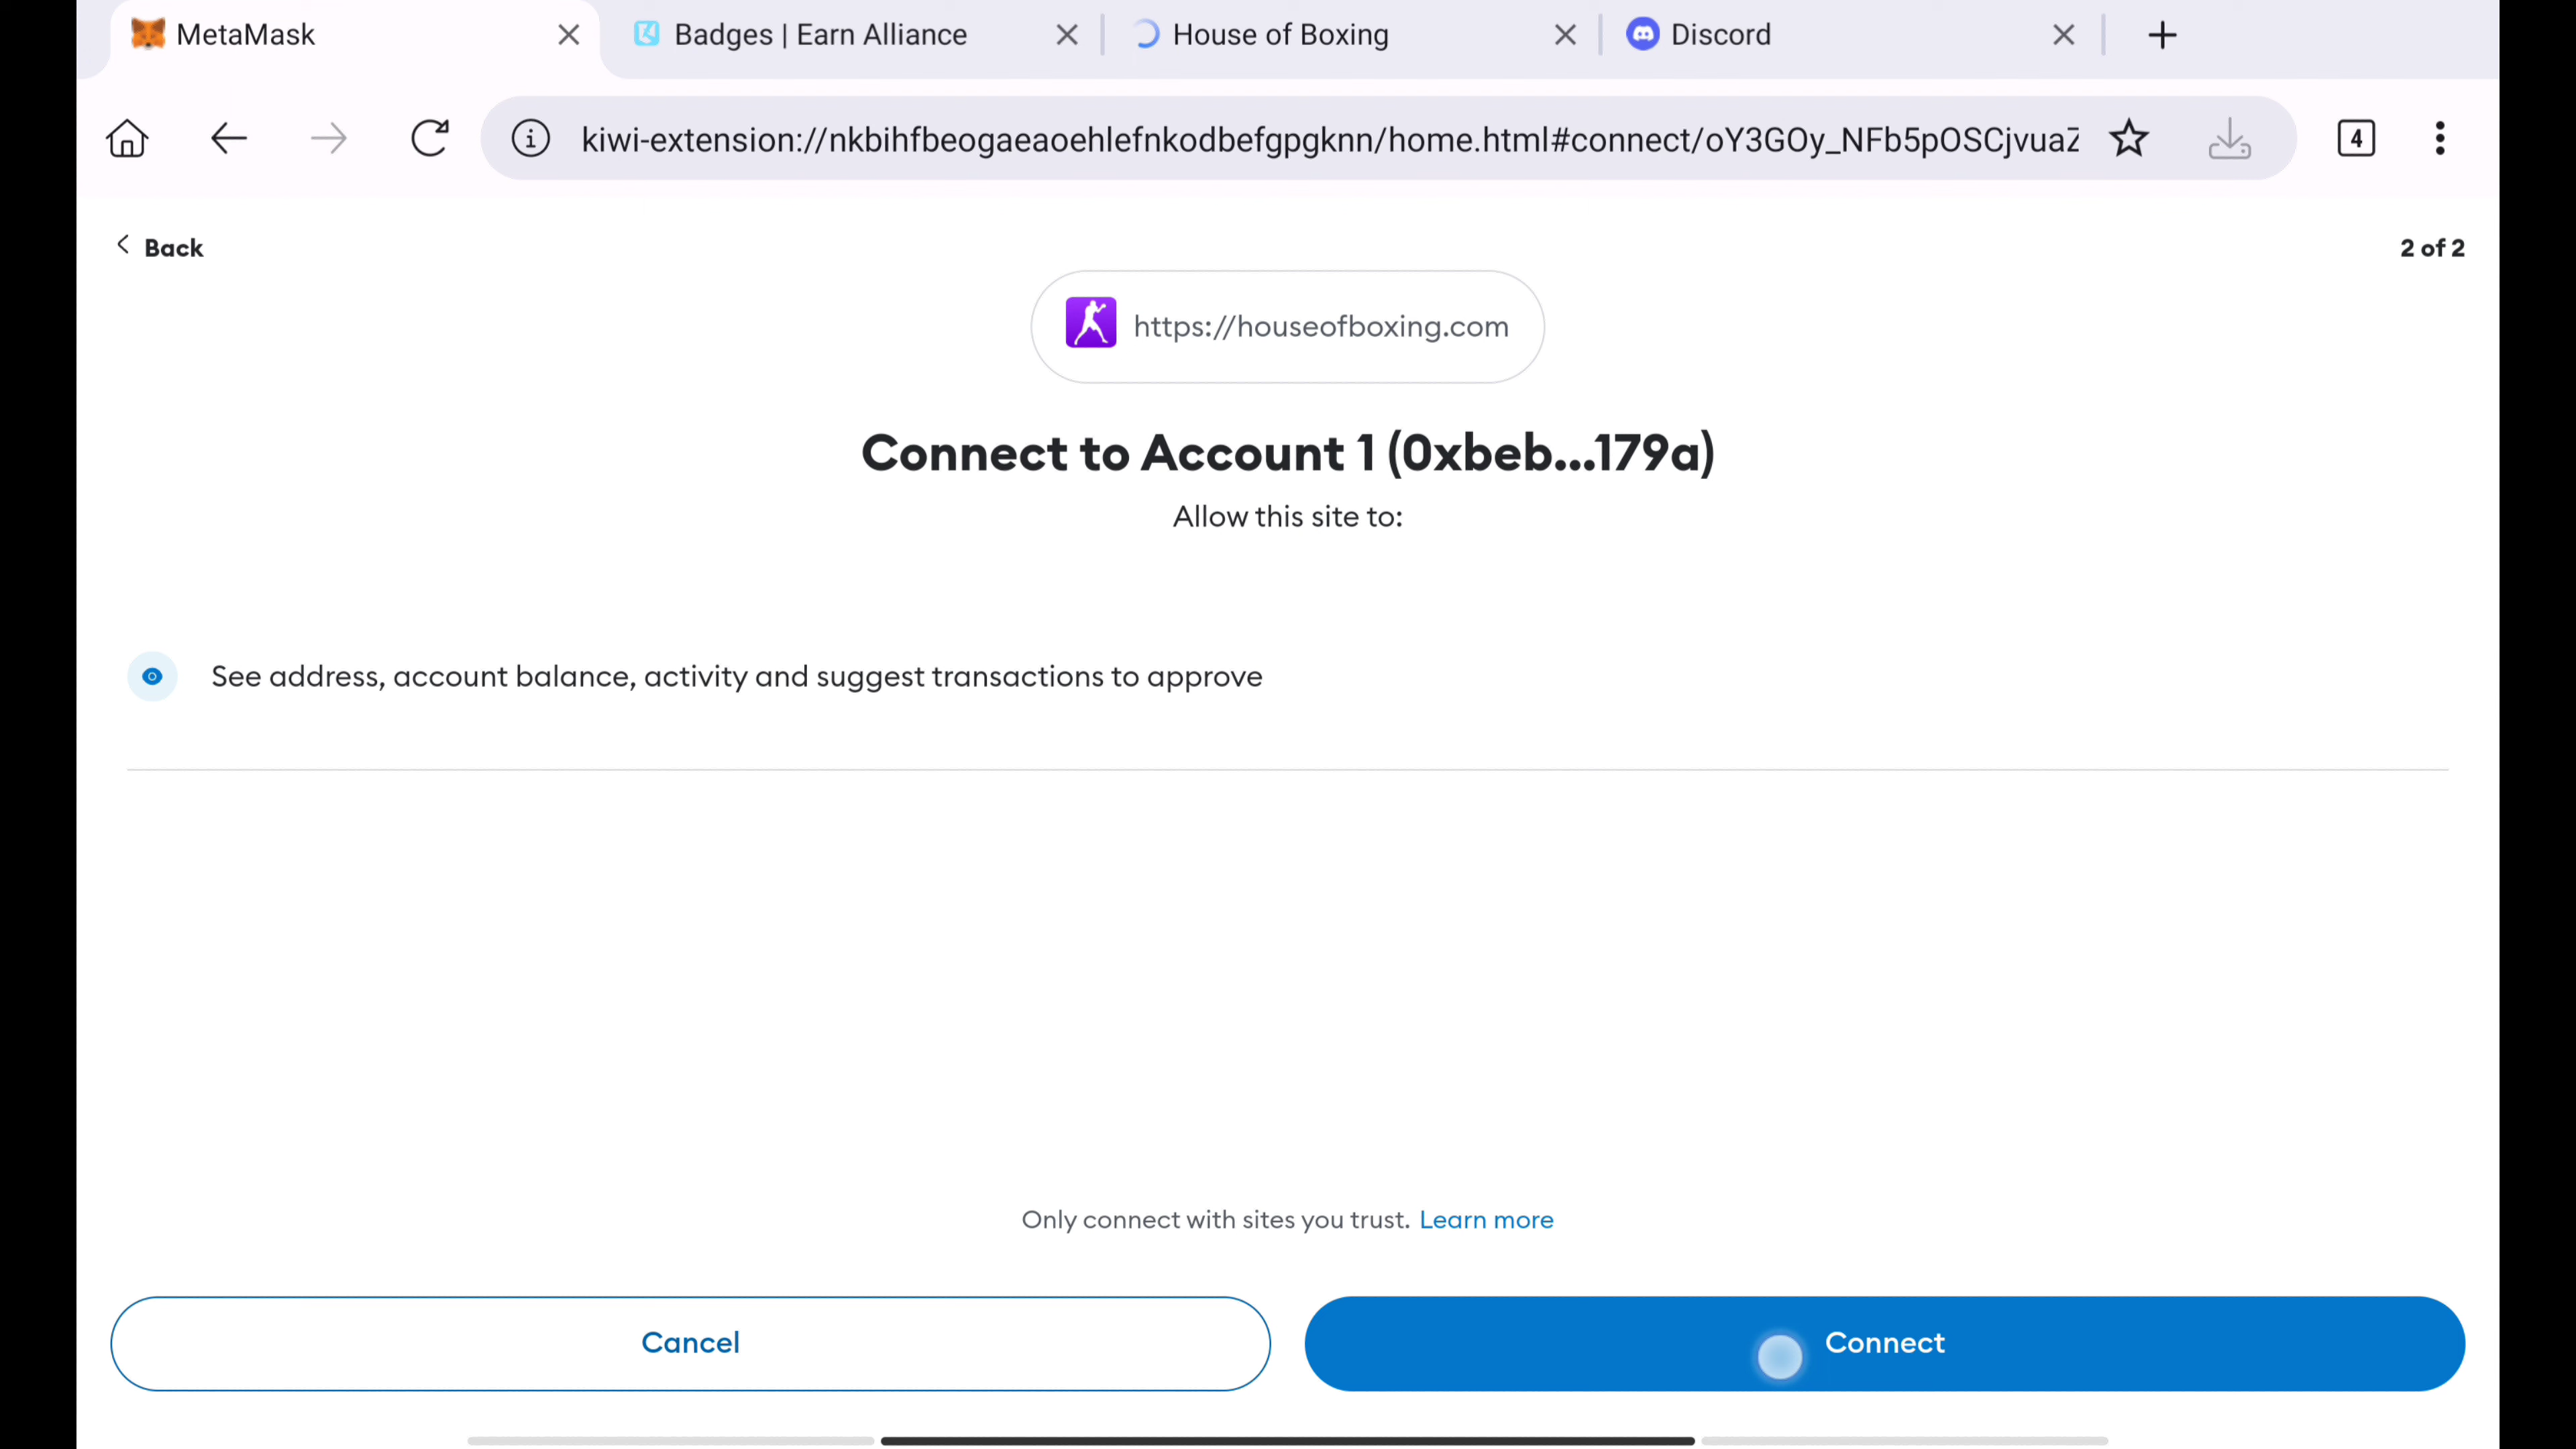 MetaMask
Badges | Earn Alliance
House of Boxing
Discord
kiwi-extension://nkbihfbeogaeaoehlefnkodbefgpgknn/home.html#connect/oY3GOy_NFb5pOSCjvuaZ
4
Back
2 of 2
https://houseofboxing.com
Connect to Account 1 (0xbeb...179a)
Allow this site to:
See address, account balance, activity and suggest transactions to approve
Only connect with sites you trust. Learn more
Cancel
Connect